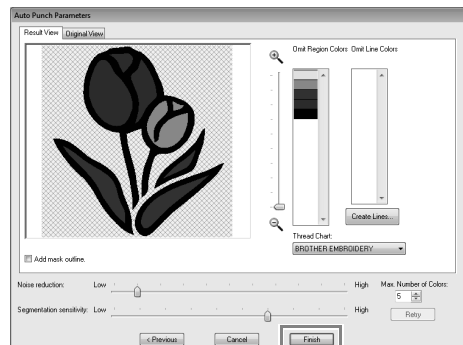 Auto Punch Parameters
Result View Original View
Omit Region Colors Omit Line Colors
Create Lines...
Thread Chart:
BROTHER EMBROIDERY
Add mask outline.
Noise reduction: Low High Max. Number of Colors:
5
Segmentation sensitivity: Low High Retry
< Previous Cancel Finish